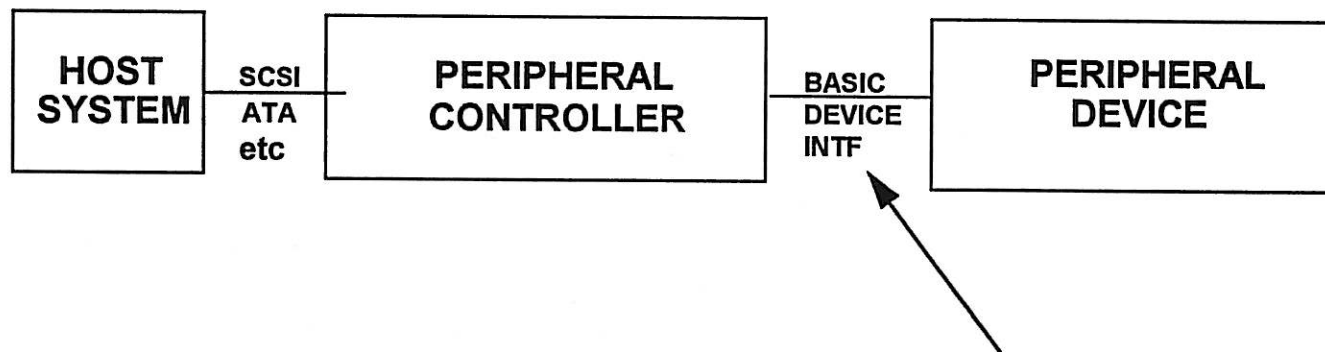 HOST
SYSTEM
SCSI
ATA
etc
PERIPHERAL
CONTROLLER
BASIC
DEVICE
INTF
PERIPHERAL
DEVICE